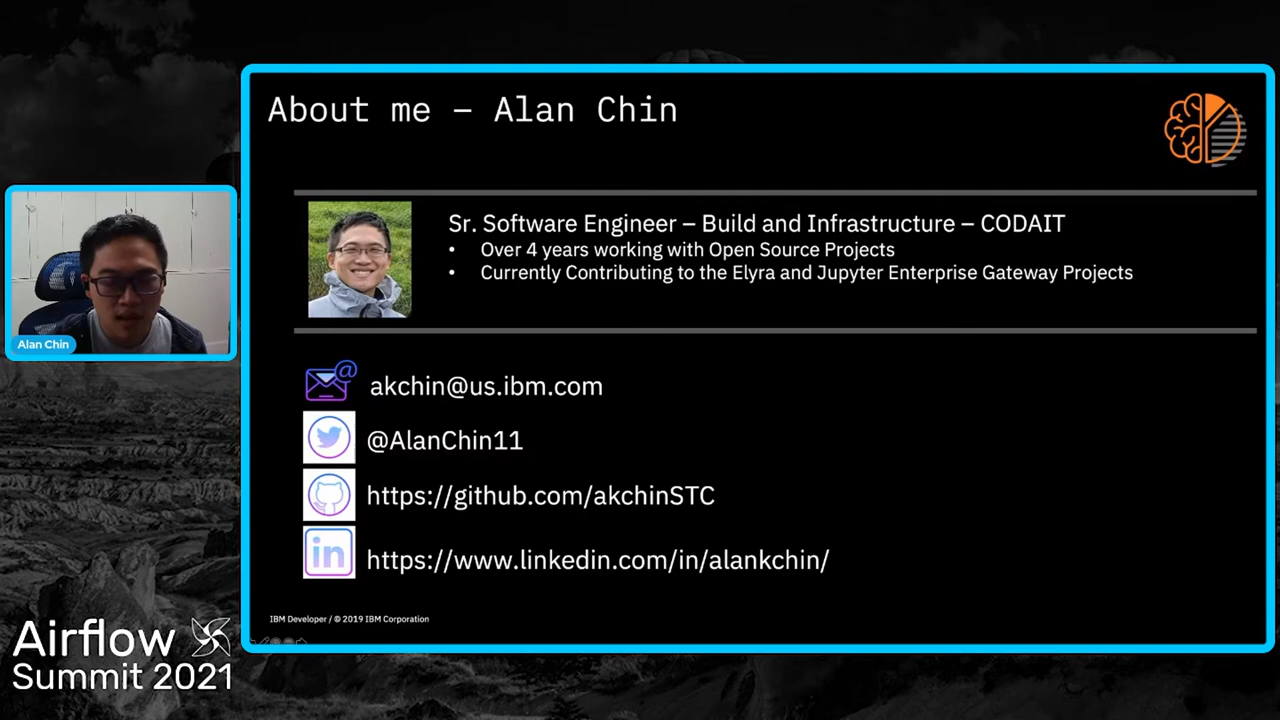 About me – Alan Chin
Sr. Software Engineer – Build and Infrastructure – CODAIT
• Over 4 years working with Open Source Projects
• Currently Contributing to the Elyra and Jupyter Enterprise Gateway Projects
Alan Chin
akchin@us.ibm.com
@AlanChin11
https://github.com/akchinSTC
in
https://www.linkedin.com/in/alankchin/
IBM Developer / © 2019 IBM Corporation
Airflow
Summit 2021